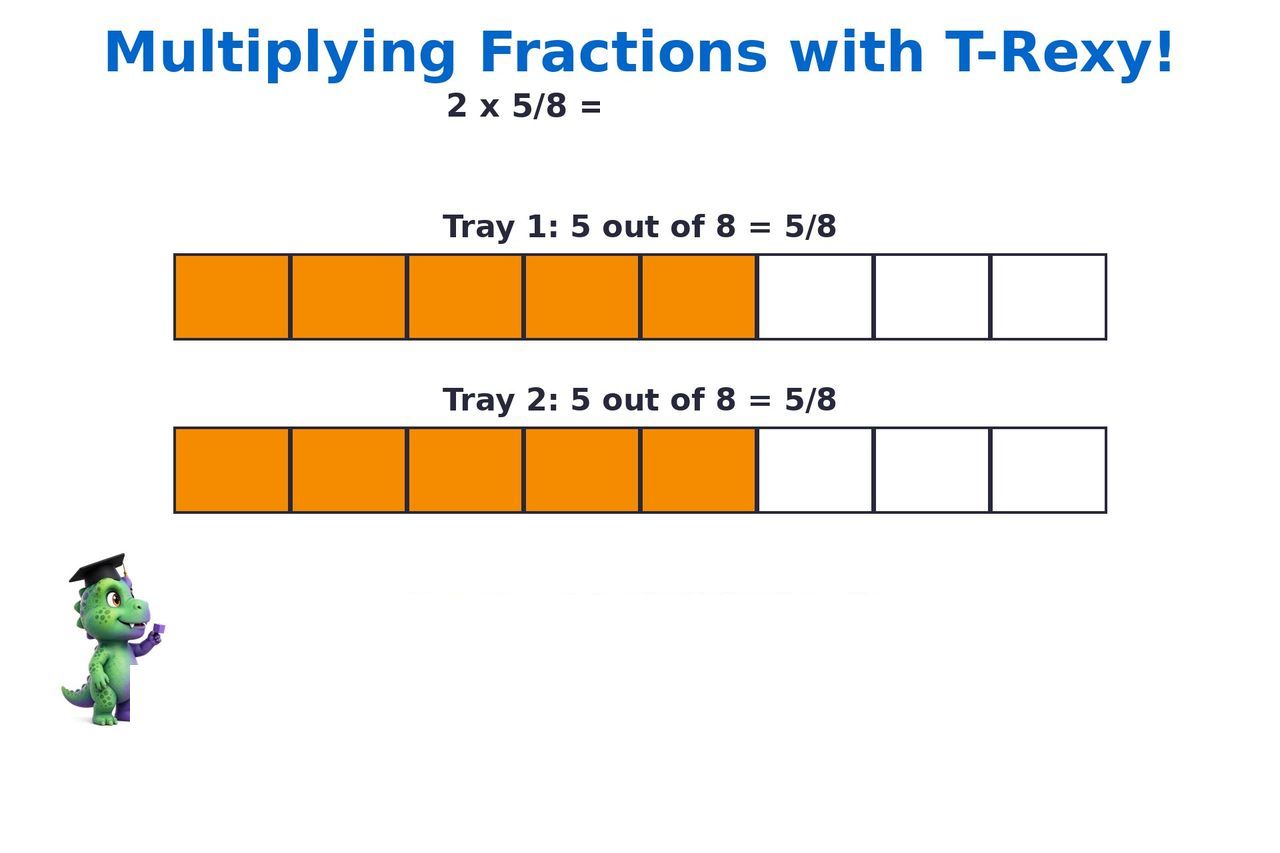 Multiplying Fractions with T-Rexy!
2 x 5/8 =
Tray 1: 5 out of 8 = 5/8
Tray 2: 5 out of 8 = 5/8